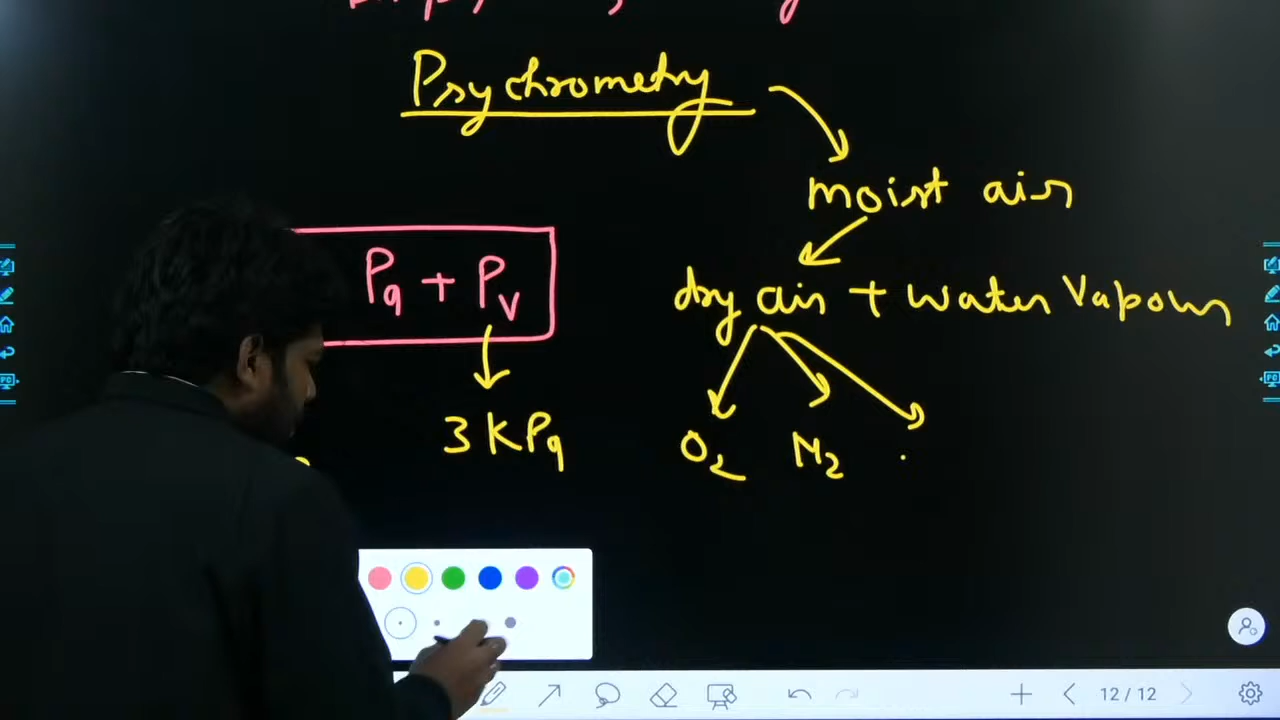 Psychrometry
moist air
Pa + Pv
dry air + water Vapour
3 KPa
O2 N2 .
12 / 12